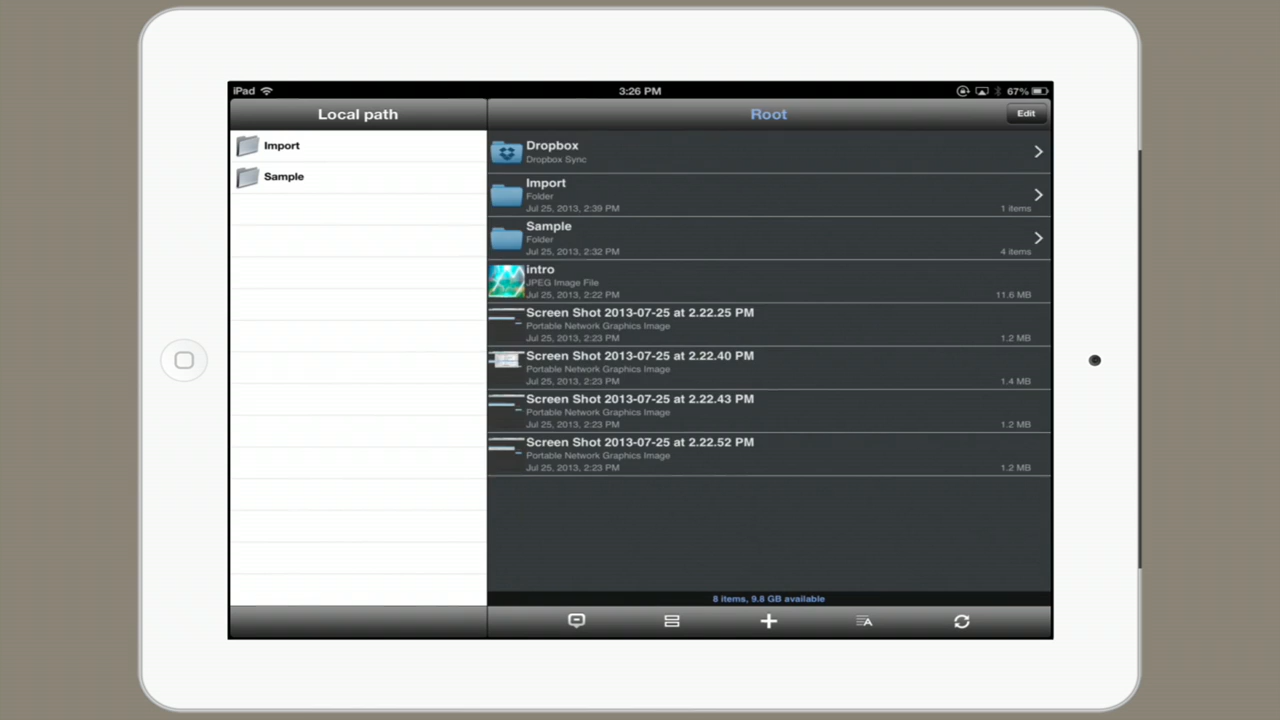 iPad
3:26 PM
67%
Local path
Root
Edit
Import
Sample
Dropbox
Dropbox Sync
Import
Folder
Jul 25, 2013, 2:39 PM
1 items
Sample
Folder
Jul 25, 2013, 2:32 PM
4 items
intro
JPEG Image File
Jul 25, 2013, 2:22 PM
11.6 MB
Screen Shot 2013-07-25 at 2.22.25 PM
Portable Network Graphics Image
Jul 25, 2013, 2:23 PM
1.2 MB
Screen Shot 2013-07-25 at 2.22.40 PM
Portable Network Graphics Image
Jul 25, 2013, 2:23 PM
1.4 MB
Screen Shot 2013-07-25 at 2.22.43 PM
Portable Network Graphics Image
Jul 25, 2013, 2:23 PM
1.2 MB
Screen Shot 2013-07-25 at 2.22.52 PM
Portable Network Graphics Image
Jul 25, 2013, 2:23 PM
1.2 MB
8 items, 9.8 GB available
A